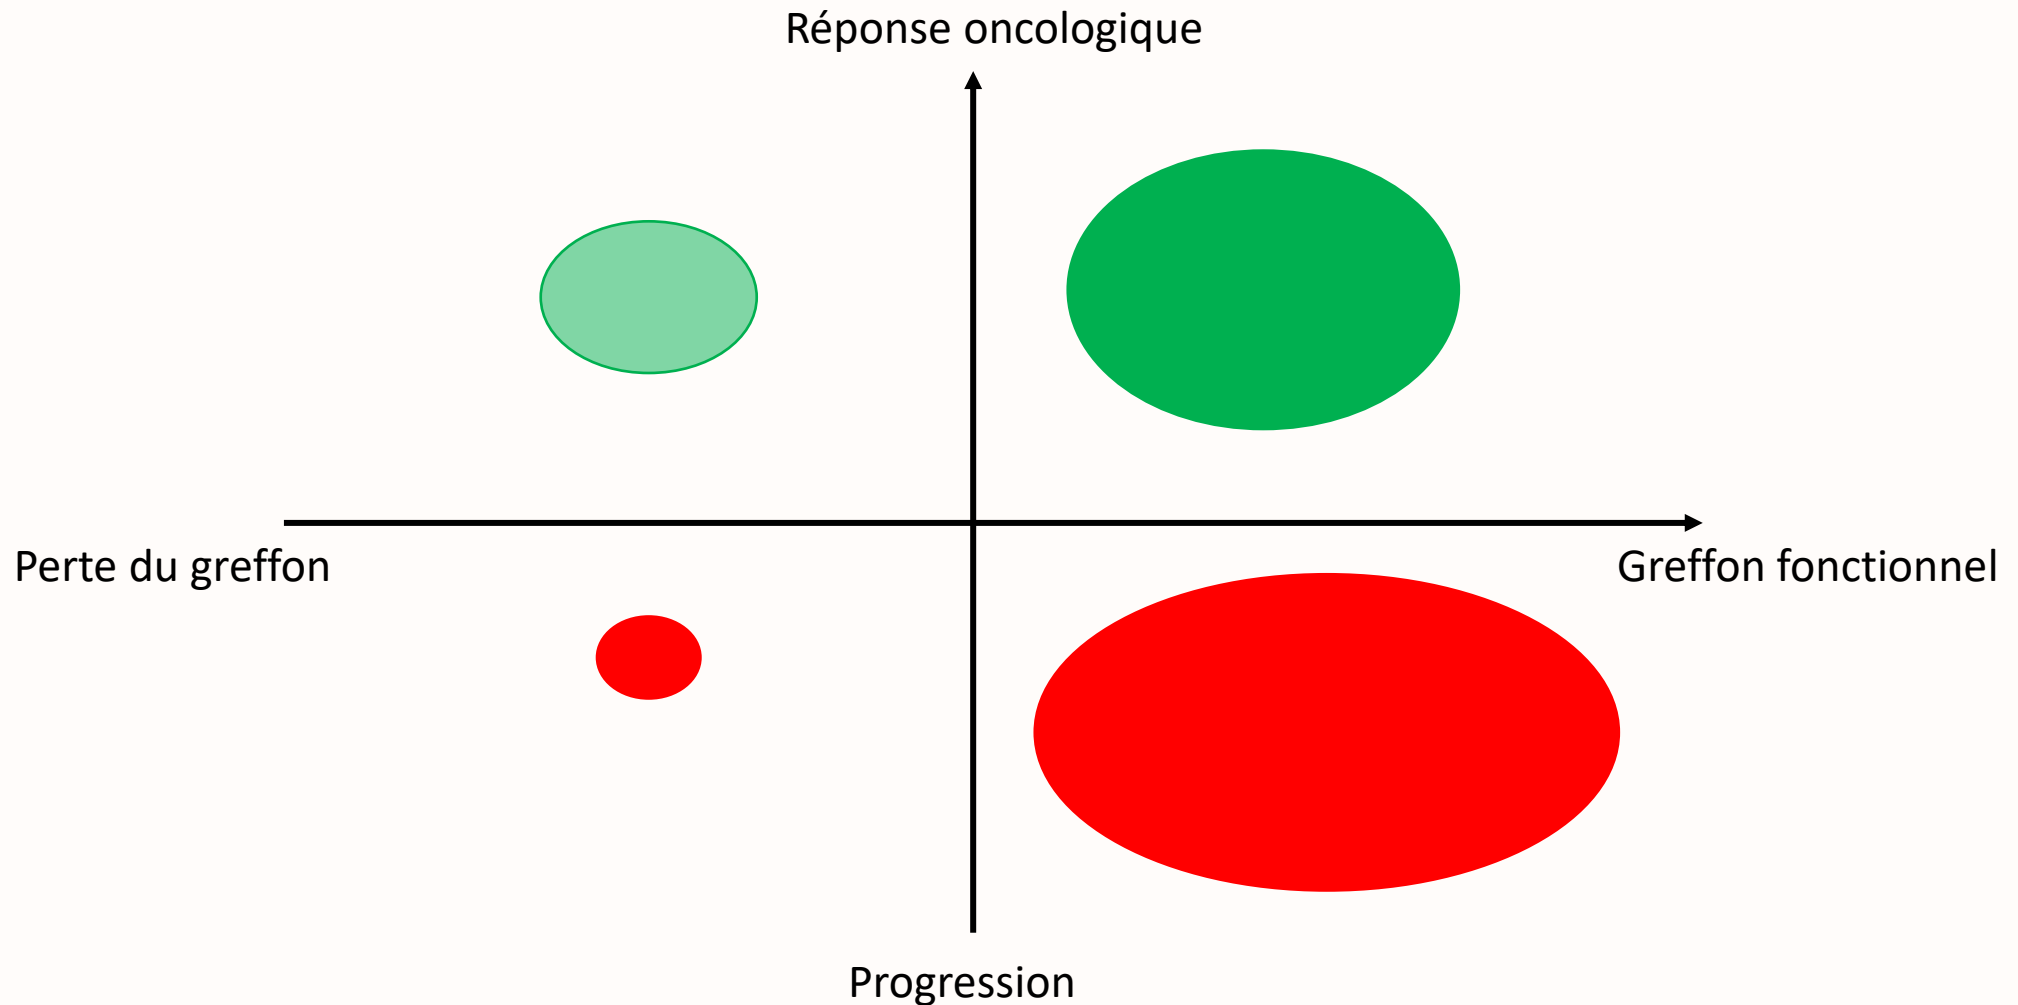 Réponse oncologique
Perte du greffon
Greffon fonctionnel
Progression